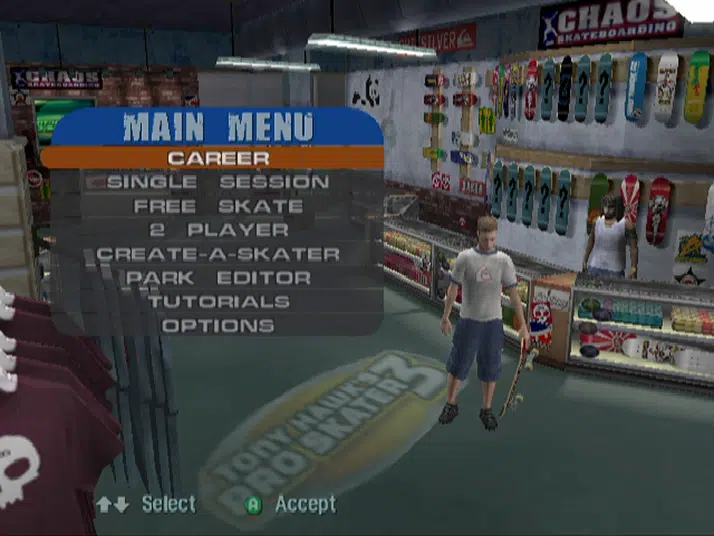 CHAOS
SKATEBOARDING
CHAOS
SKATEBOARDING
MAIN MENU
CAREER
SINGLE SESSION
FREE SKATE
2 PLAYER
CREATE-A-SKATER
PARK EDITOR
TUTORIALS
OPTIONS
TONY HAWK'S
PRO SKATER 3
Select
A Accept